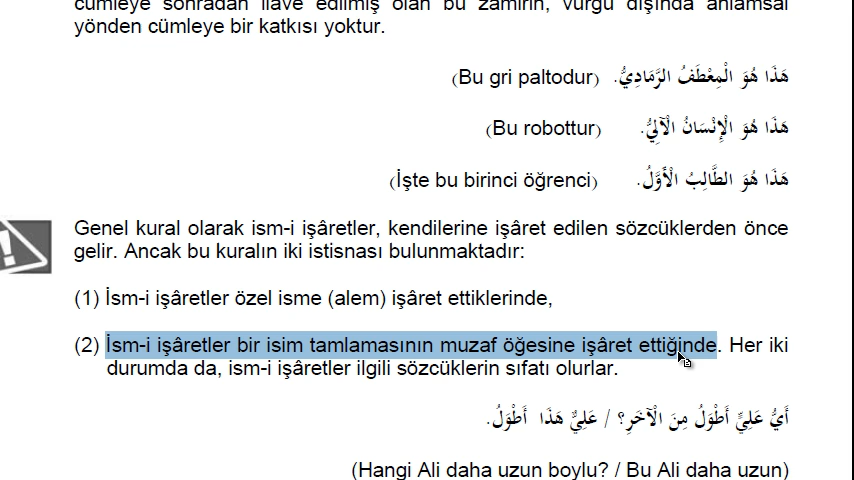 cümleye sonradan ilave edilmiş olan bu zamirin, vurgu dışında anlamsal
yönden cümleye bir katkısı yoktur.
هَذَا هُوَ الْمِعْطَفُ الرَّمَادِيُّ. (Bu gri paltodur)
هَذَا هُوَ الْإِنْسَانُ الْآلِيُّ. (Bu robottur)
هَذَا هُوَ الطَّالِبُ الْأَوَّلُ. (İşte bu birinci öğrenci)
Genel kural olarak ism-i işâretler, kendilerine işâret edilen sözcüklerden önce
gelir. Ancak bu kuralın iki istisnası bulunmaktadır:
(1) İsm-i işâretler özel isme (alem) işâret ettiklerinde,
(2) İsm-i işâretler bir isim tamlamasının muzaf öğesine işâret ettiğinde. Her iki
durumda da, ism-i işâretler ilgili sözcüklerin sıfatı olurlar.
أَيُّ عَلِيٍّ أَطْوَلُ مِنَ الْآخَرِ؟ / عَلِيٌّ هَذَا أَطْوَلُ.
(Hangi Ali daha uzun boylu? / Bu Ali daha uzun)